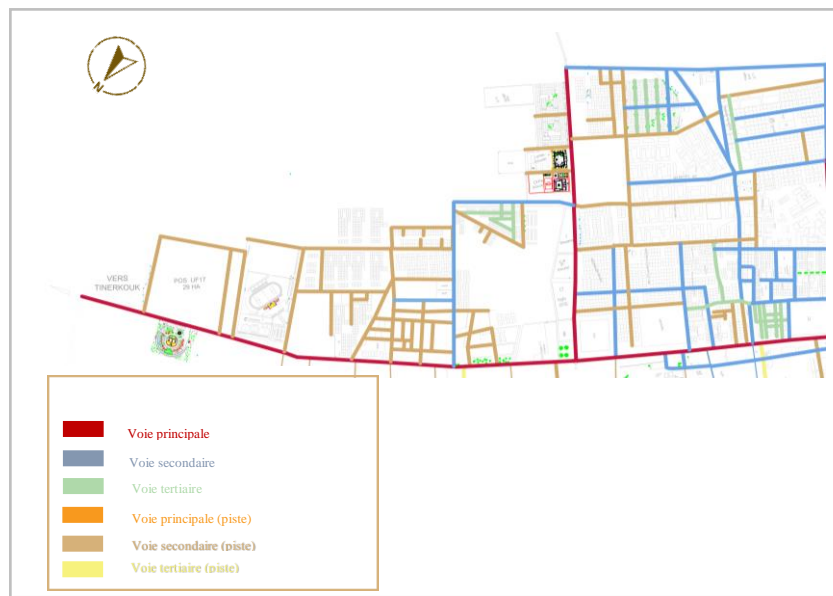 N
VERS
TINERKOUK
POS UF17
29 HA
Voie principale
Voie secondaire
Voie tertiaire
Voie principale (piste)
Voie secondaire (piste)
Voie tertiaire (piste)